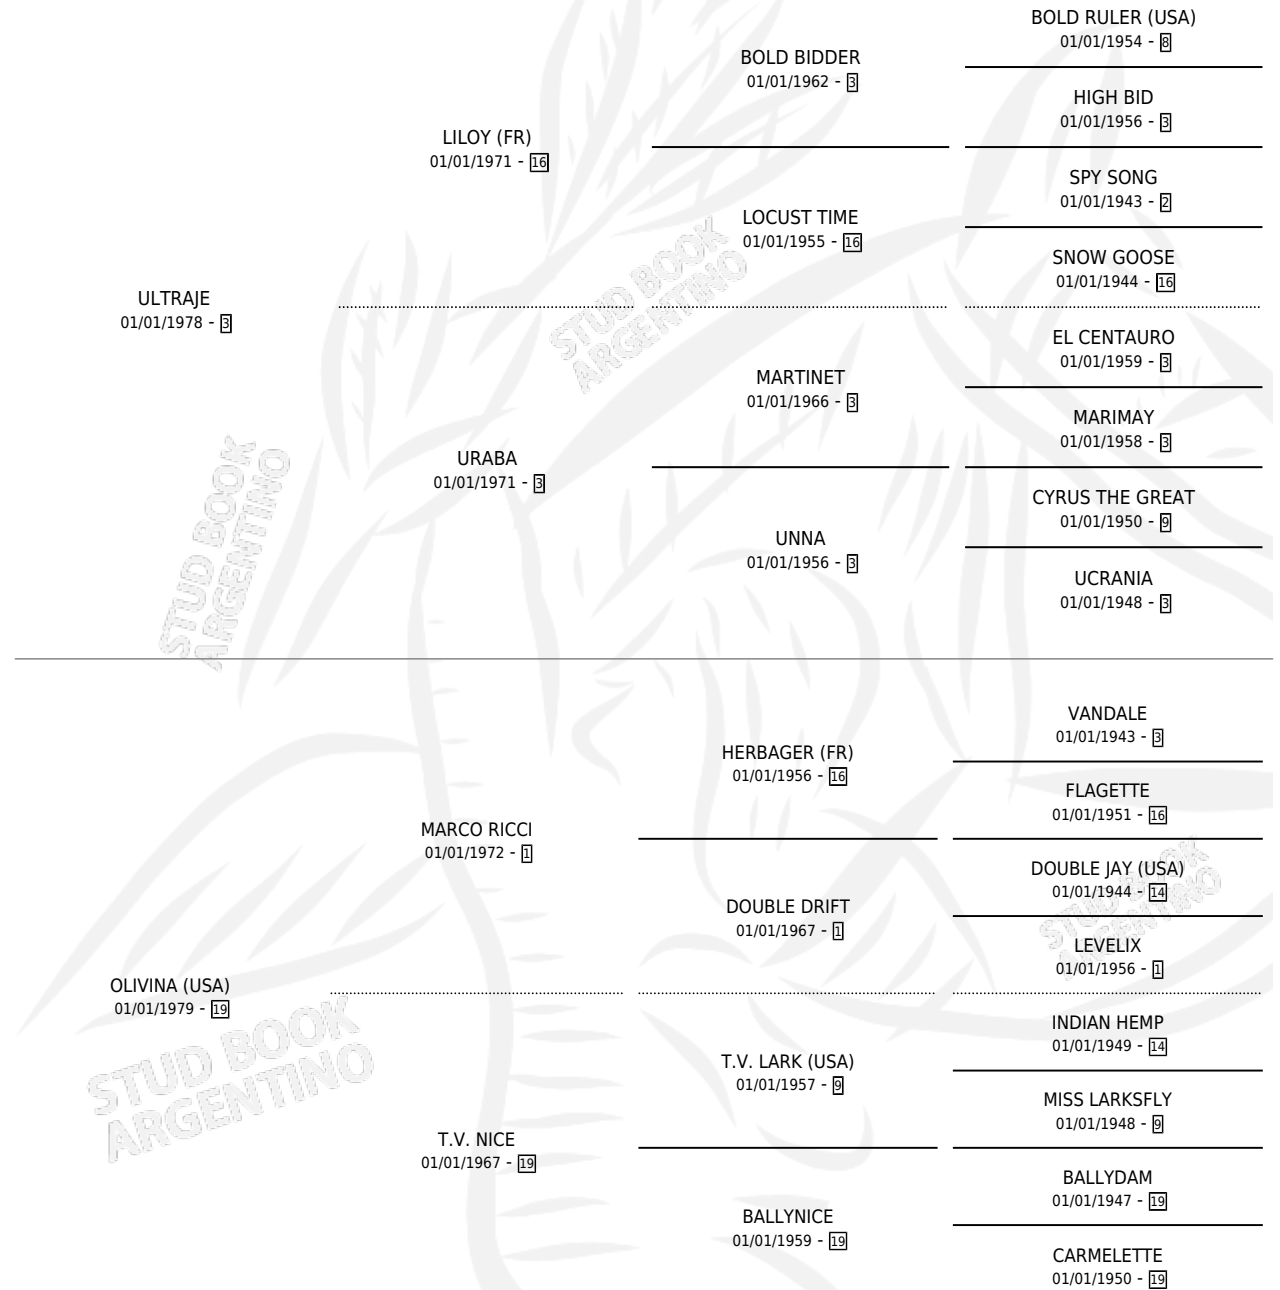 BOLD RULER (USA)
01/01/1954 - 8
BOLD BIDDER
01/01/1962 - 3
HIGH BID
01/01/1956 - 3
LILOY (FR)
01/01/1971 - 16
SPY SONG
01/01/1943 - 2
LOCUST TIME
01/01/1955 - 16
SNOW GOOSE
01/01/1944 - 16
ULTRAJE
01/01/1978 - 3
EL CENTAURO
01/01/1959 - 3
MARTINET
01/01/1966 - 3
MARIMAY
01/01/1958 - 3
URABA
01/01/1971 - 3
CYRUS THE GREAT
01/01/1950 - 9
UNNA
01/01/1956 - 3
UCRANIA
01/01/1948 - 3
VANDALE
01/01/1943 - 3
HERBAGER (FR)
01/01/1956 - 16
FLAGETTE
01/01/1951 - 16
MARCO RICCI
01/01/1972 - 1
DOUBLE JAY (USA)
01/01/1944 - 14
DOUBLE DRIFT
01/01/1967 - 1
LEVELIX
01/01/1956 - 1
OLIVINA (USA)
01/01/1979 - 19
INDIAN HEMP
01/01/1949 - 14
T.V. LARK (USA)
01/01/1957 - 9
MISS LARKSFLY
01/01/1948 - 9
T.V. NICE
01/01/1967 - 19
BALLYDAM
01/01/1947 - 19
BALLYNICE
01/01/1959 - 19
CARMELETTE
01/01/1950 - 19
STUD BOOK
ARGENTINO
STUD BOOK
ARGENTINO
STUD BOOK
ARGENTINO
STUD BOOK
ARGENTINO